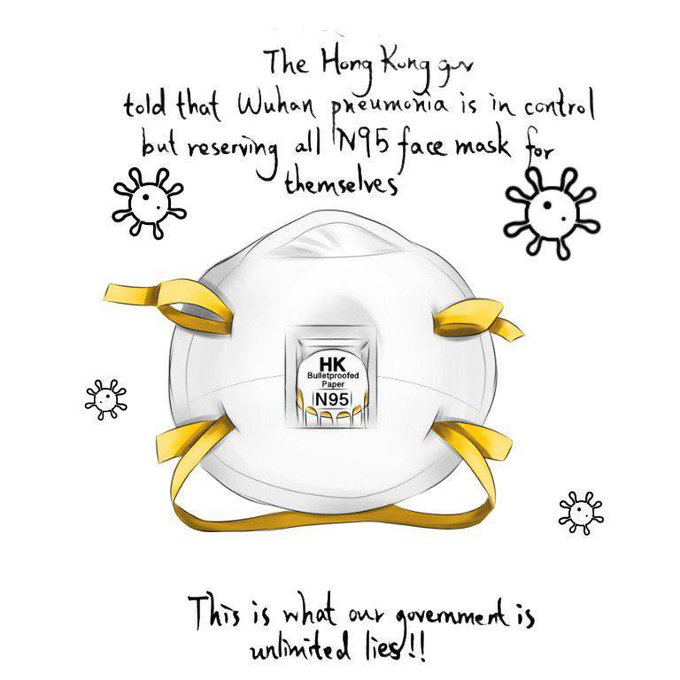 The Hong Kong gov
told that Wuhan pneumonia is in control
but reserving all N95 face mask for
themselves
HK
Bulletproofed
Paper
N95
This is what our government is
unlimited lies!!